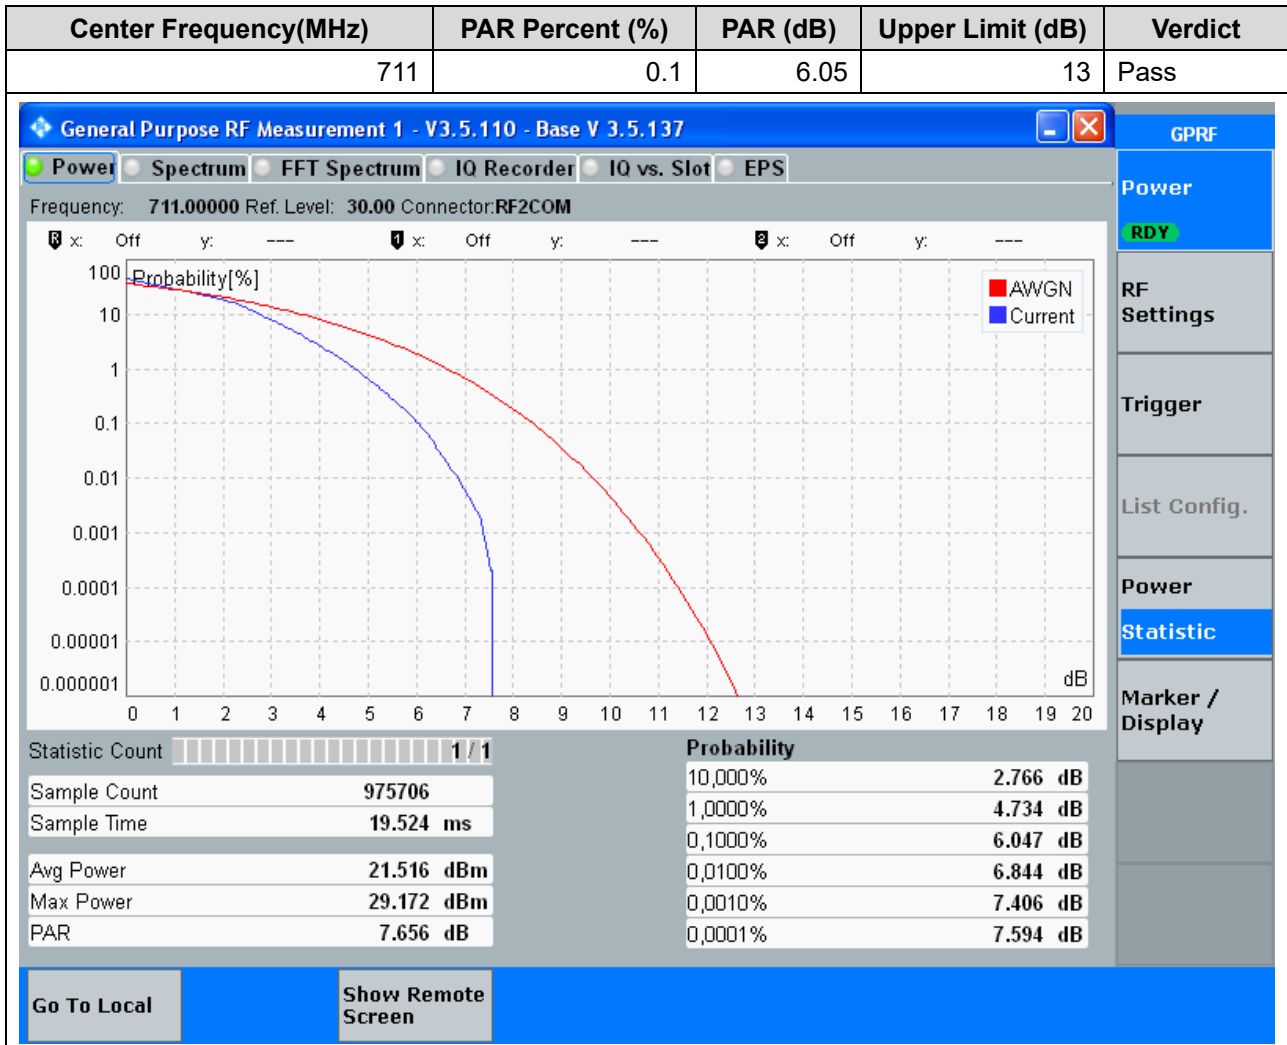 Center Frequency(MHz) PAR Percent (%) PAR (dB) Upper Limit (dB) Verdict
711 0.1 6.05 13 Pass
General Purpose RF Measurement 1 - V3.5.110 - Base V 3.5.137
GPRF
Power Spectrum FFT Spectrum IQ Recorder IQ vs. Slot EPS
Power
RDY
Frequency: 711.00000 Ref. Level: 30.00 Connector:RF2COM
R x: Off y: --- 1 x: Off y: --- 2 x: Off y: ---
Probability[%]
AWGN
Current
100
10
1
0.1
0.01
0.001
0.0001
0.00001
0.000001
dB
0 1 2 3 4 5 6 7 8 9 10 11 12 13 14 15 16 17 18 19 20
RF
Settings
Trigger
List Config.
Power
Statistic
Marker /
Display
Statistic Count 1 / 1
Sample Count 975706
Sample Time 19.524 ms
Avg Power 21.516 dBm
Max Power 29.172 dBm
PAR 7.656 dB
Probability
10,000% 2.766 dB
1,0000% 4.734 dB
0,1000% 6.047 dB
0,0100% 6.844 dB
0,0010% 7.406 dB
0,0001% 7.594 dB
Go To Local
Show Remote
Screen